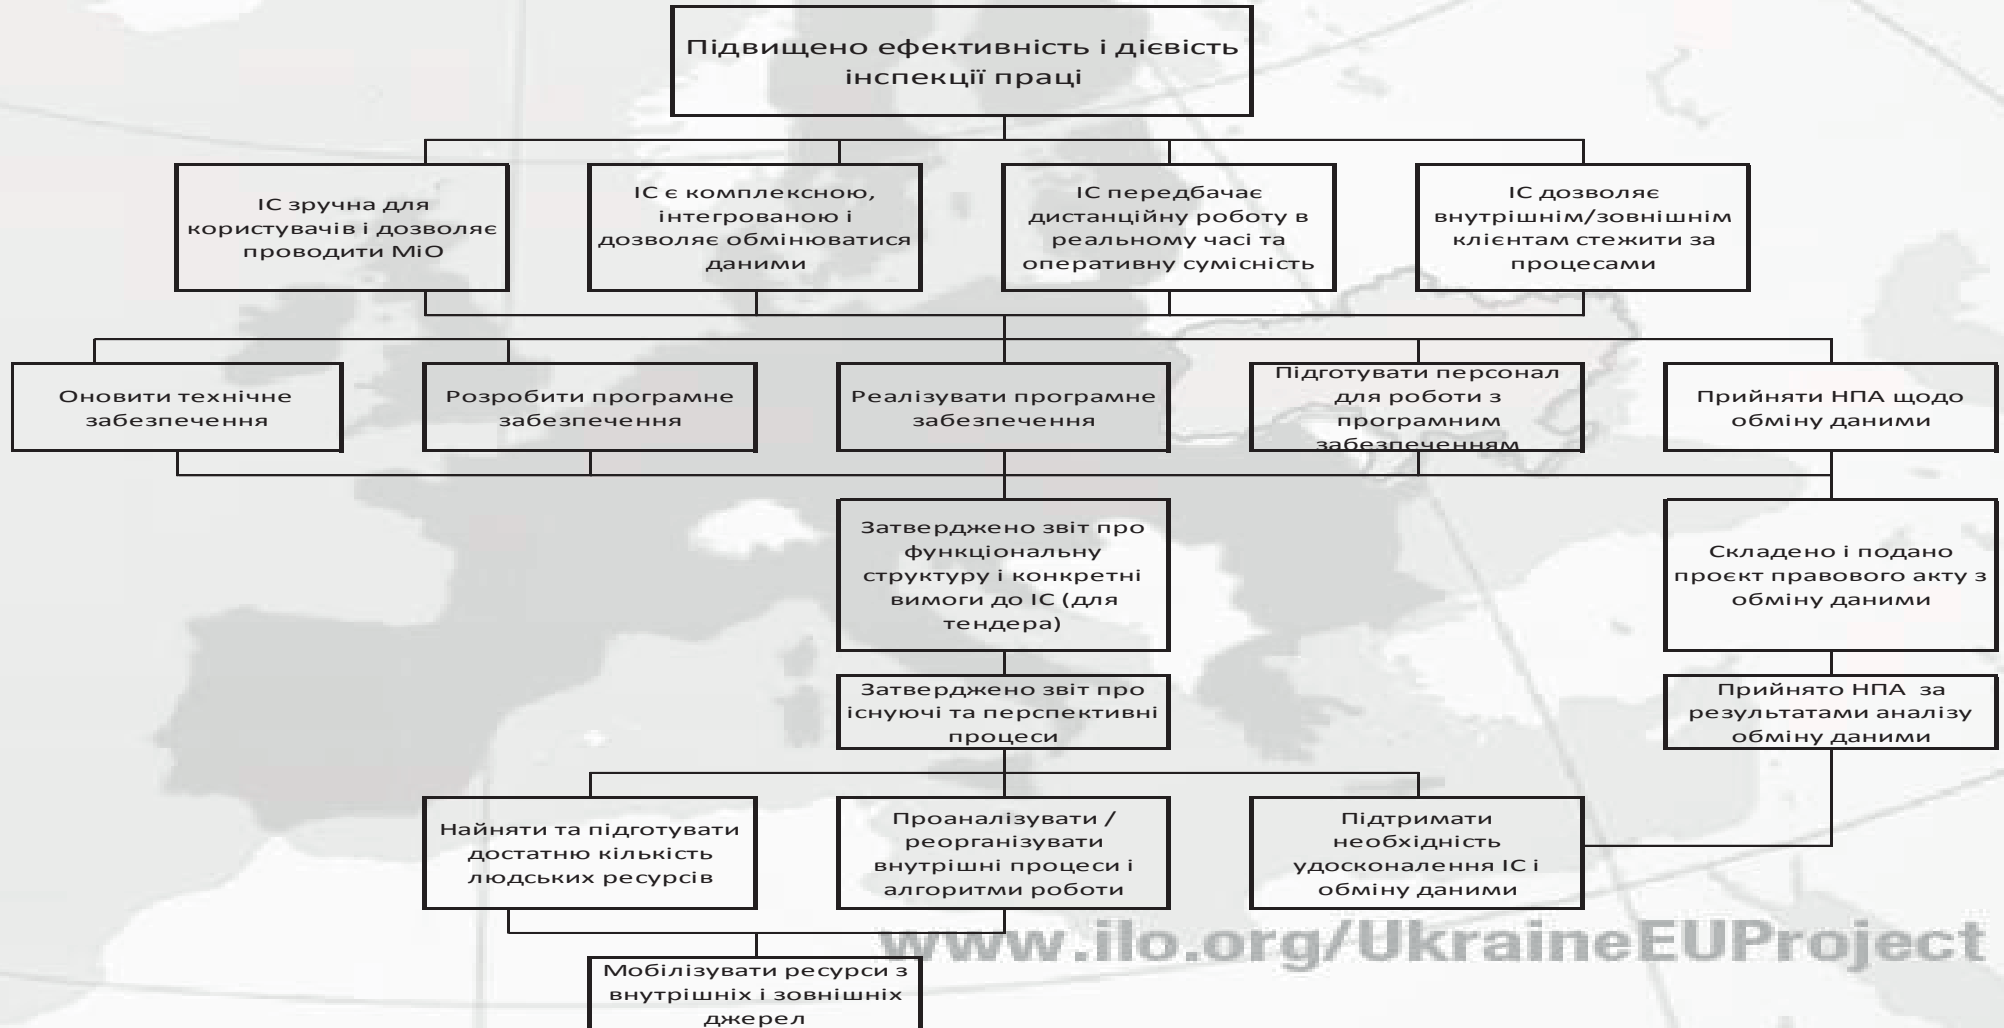 Підвищено ефективність і дієвість
інспекції праці
ІС зручна для
користувачів і дозволяє
проводити МіО
ІС є комплексною,
інтегрованою і
дозволяє обмінюватися
даними
ІС передбачає
дистанційну роботу в
реальному часі та
оперативну сумісність
ІС дозволяє
внутрішнім/зовнішнім
клієнтам стежити за
процесами
Оновити технічне
забезпечення
Розробити програмне
забезпечення
Реалізувати програмне
забезпечення
Підготувати персонал
для роботи з
програмним
забезпеченням
Прийняти НПА щодо
обміну даними
Затверджено звіт про
функціональну
структуру і конкретні
вимоги до ІС (для
тендера)
Складено і подано
проєкт правового акту з
обміну даними
Затверджено звіт про
існуючі та перспективні
процеси
Прийнято НПА за
результатами аналізу
обміну даними
Найняти та підготувати
достатню кількість
людських ресурсів
Проаналізувати /
реорганізувати
внутрішні процеси і
алгоритми роботи
Підтримати
необхідність
удосконалення ІС і
обміну даними
www.ilo.org/UkraineEUProject
Мобілізувати ресурси з
внутрішніх і зовнішніх
джерел